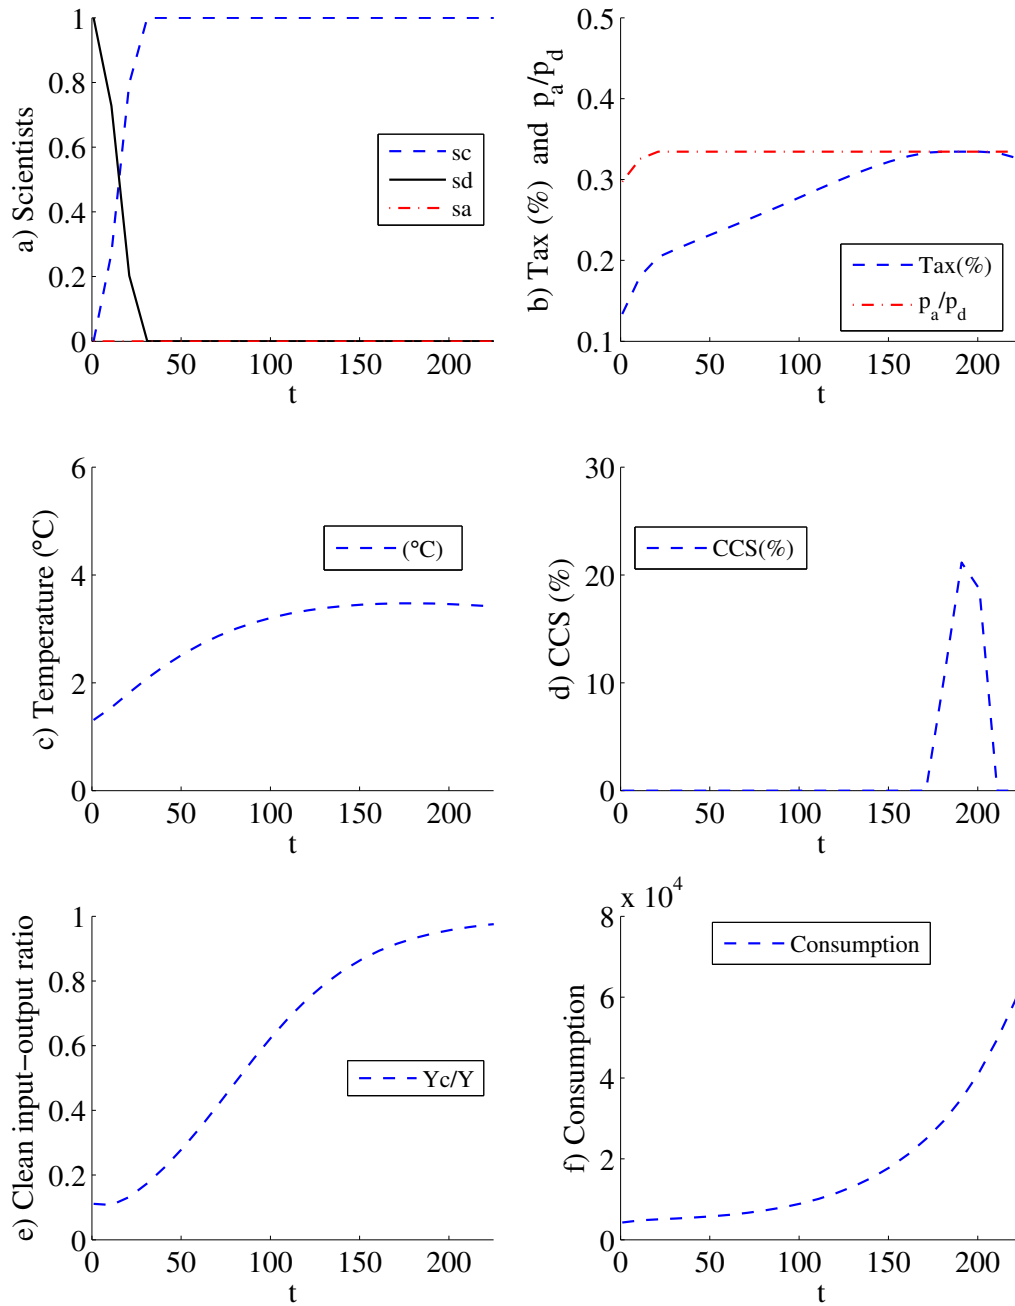 a) Scientists
1
0.8
0.6
0.4
0.2
0
0 50 100 150 200
t
sc
sd
sa
b) Tax (%) and p_a/p_d
0.5
0.4
0.3
0.2
0.1
0 50 100 150 200
t
Tax(%)
p_a/p_d
c) Temperature (°C)
6
4
2
0
0 50 100 150 200
t
(°C)
d) CCS (%)
30
20
10
0
0 50 100 150 200
t
CCS(%)
e) Clean input−output ratio
1
0.8
0.6
0.4
0.2
0
0 50 100 150 200
t
Yc/Y
f) Consumption
x 10^4
8
6
4
2
0
0 50 100 150 200
t
Consumption